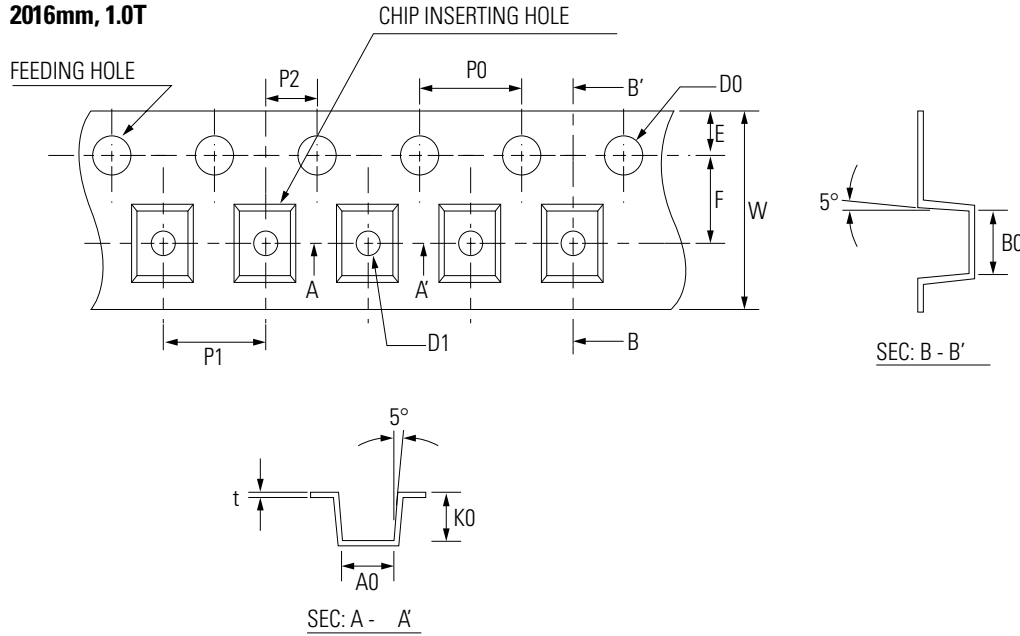 2016mm, 1.0T
CHIP INSERTING HOLE
FEEDING HOLE
P2
P0
B'
D0
E
F
W
5°
B0
A
A'
P1
D1
B
SEC: B - B'
5°
t
K0
A0
SEC: A - A'